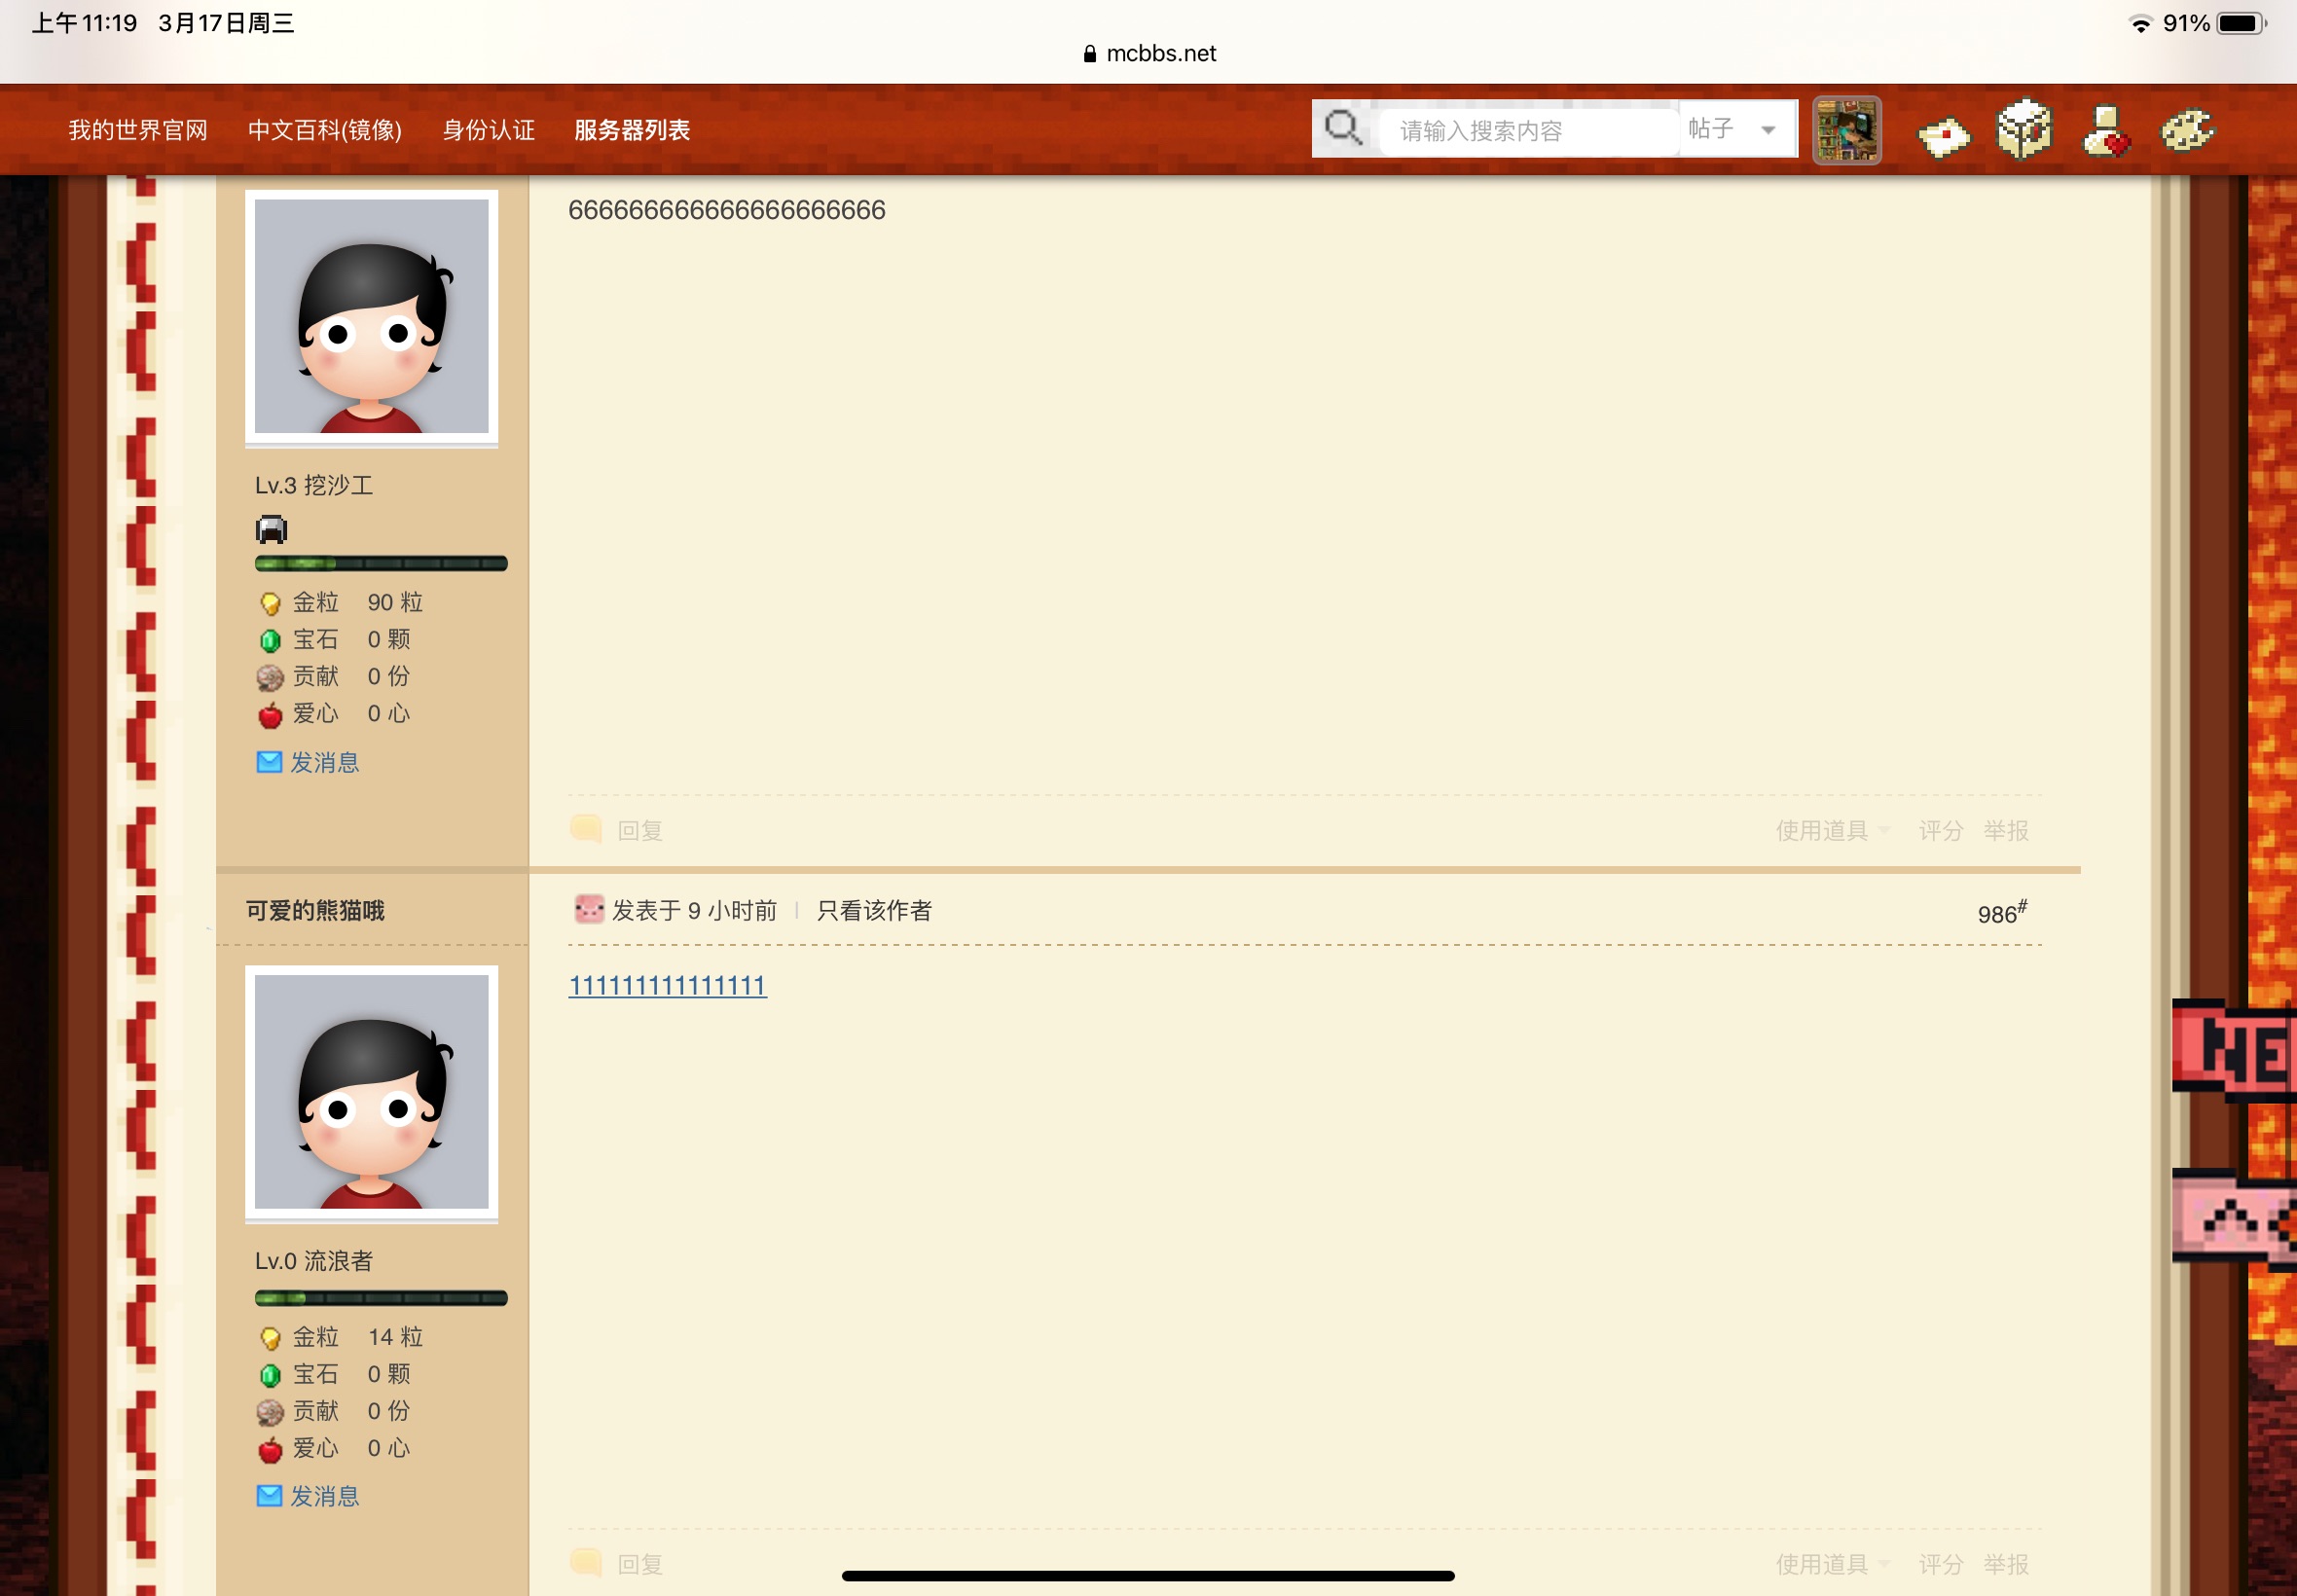 上午11:19 3月17日周三 91%
mcbbs.net
我的世界官网 中文百科(镜像) 身份认证 服务器列表 请输入搜索内容 帖子
666666666666666666666
Lv.3 挖沙工
金粒 90 粒
宝石 0 颗
贡献 0 份
爱心 0 心
发消息
回复 使用道具 评分 举报
可爱的熊猫哦 发表于 9 小时前 只看该作者 986#
111111111111111
Lv.0 流浪者
金粒 14 粒
宝石 0 颗
贡献 0 份
爱心 0 心
发消息
回复 使用道具 评分 举报
NE